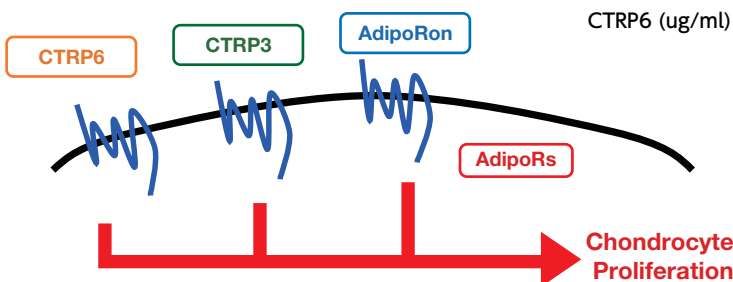 CTRP6 (ug/ml)
CTRP6
CTRP3
AdipoRon
AdipoRs
Chondrocyte
Proliferation